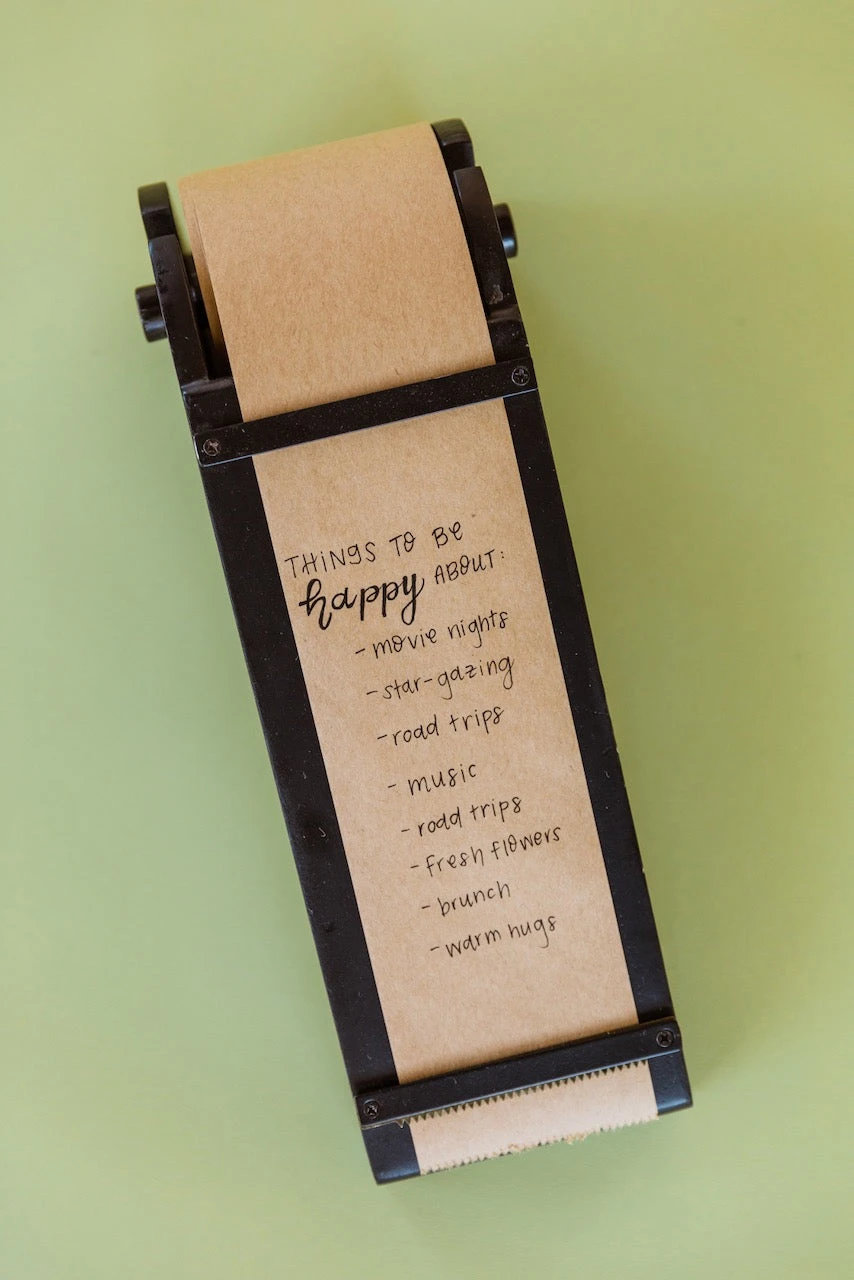 THiNGS TO BE
happy ABOUT:
- movie nights
- star-gazing
- road trips
- music
- road trips
- fresh flowers
- brunch
- warm hugs